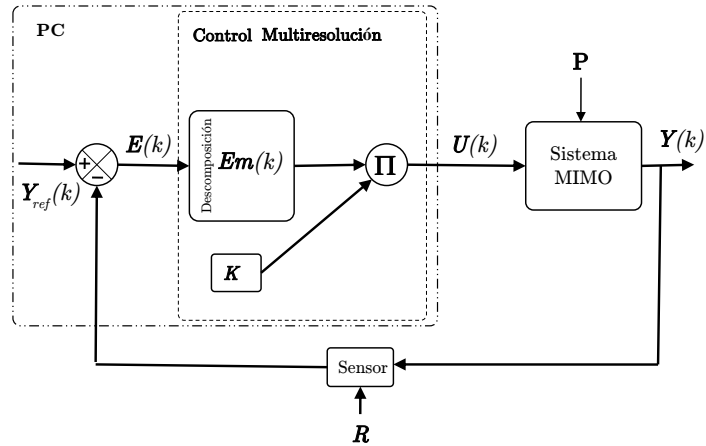 PC
Control Multiresolución
P
Descomposición
Em(k)
E(k)
U(k)
Y(k)
Sistema
MIMO
+
−
Π
Y_ref(k)
K
Sensor
R